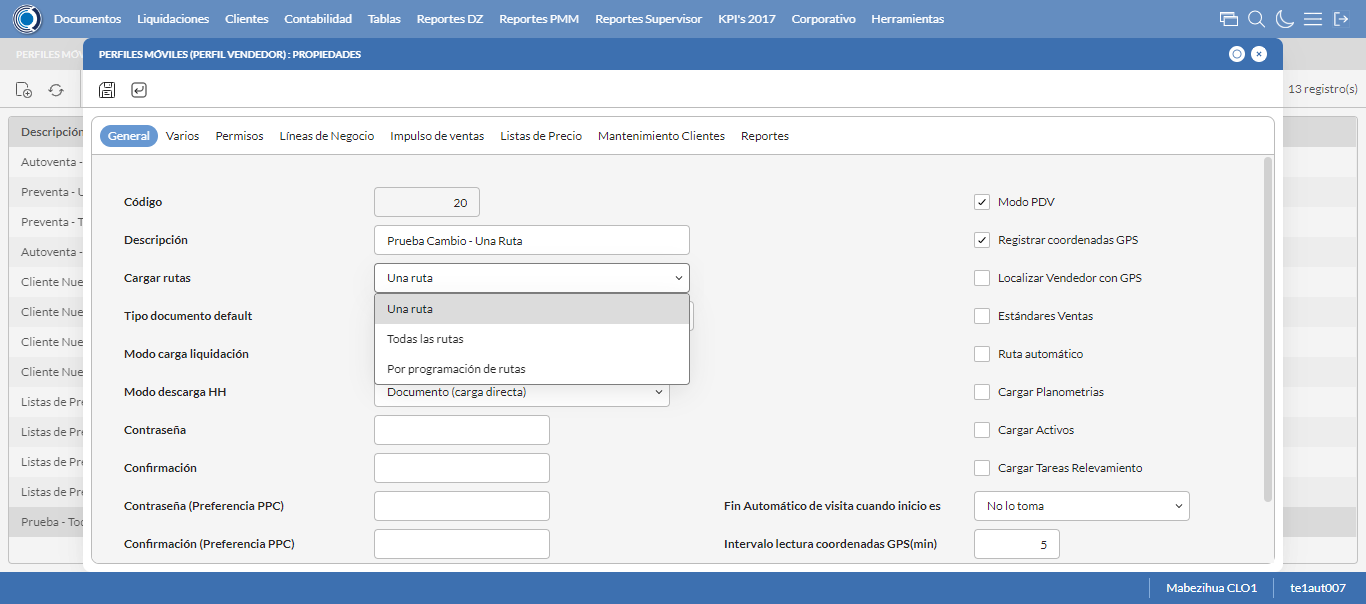 Documentos Liquidaciones Clientes Contabilidad Tablas Reportes DZ Reportes PMM Reportes Supervisor KPI's 2017 Corporativo Herramientas
PERFILES MÓV
PERFILES MÓVILES (PERFIL VENDEDOR) : PROPIEDADES
13 registro(s)
General Varios Permisos Líneas de Negocio Impulso de ventas Listas de Precio Mantenimiento Clientes Reportes
Descripción
Autoventa -
Preventa - U
Preventa - T
Autoventa -
Cliente Nue
Cliente Nue
Cliente Nue
Cliente Nue
Listas de Pre
Listas de Pre
Listas de Pre
Listas de Pre
Prueba - Tod
Código 20 Modo PDV
Descripción Prueba Cambio - Una Ruta Registrar coordenadas GPS
Cargar rutas Una ruta Localizar Vendedor con GPS
Una ruta
Tipo documento default Estándares Ventas
Todas las rutas
Modo carga liquidación Ruta automático
Por programación de rutas
Modo descarga HH Documento (carga directa) Cargar Planometrias
Contraseña Cargar Activos
Confirmación Cargar Tareas Relevamiento
Contraseña (Preferencia PPC) Fin Automático de visita cuando inicio es No lo toma
Confirmación (Preferencia PPC) Intervalo lectura coordenadas GPS(min) 5
Mabezihua CLO1 te1aut007